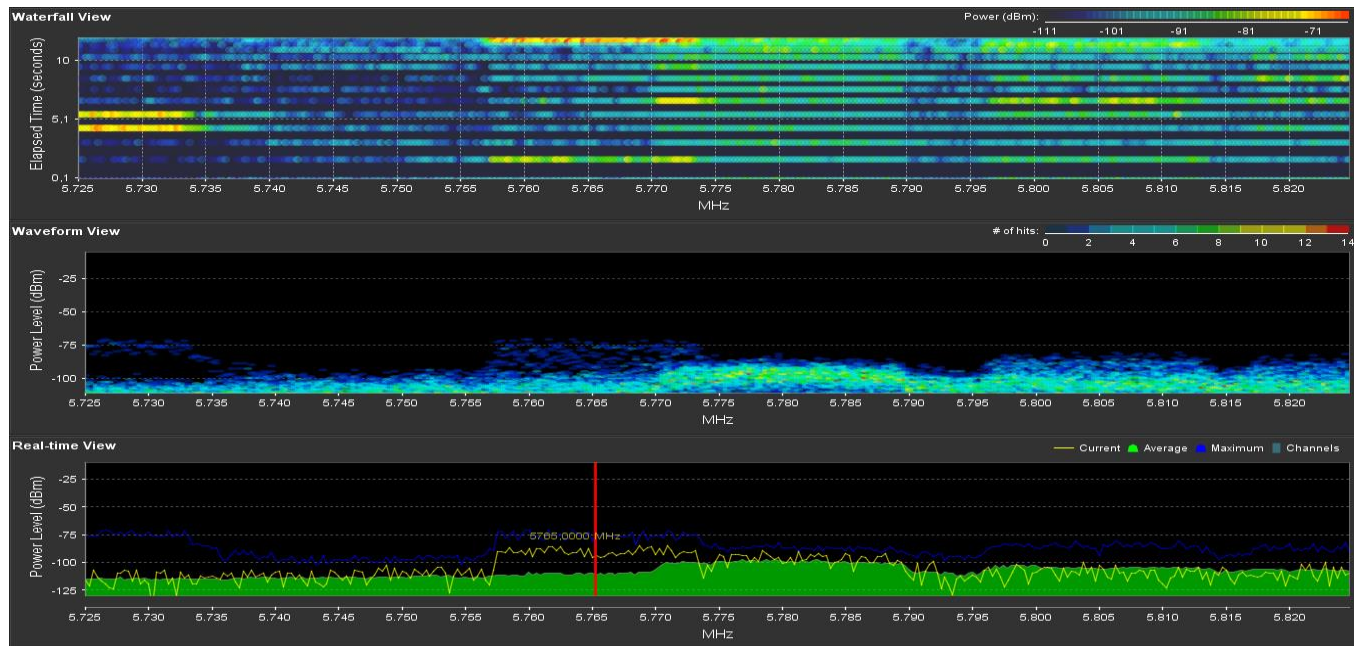 Waterfall View
Power (dBm):
-111 -101 -91 -81 -71
Elapsed Time (seconds)
10
5,1
0,1
5.725 5.730 5.735 5.740 5.745 5.750 5.755 5.760 5.765 5.770 5.775 5.780 5.785 5.790 5.795 5.800 5.805 5.810 5.815 5.820
MHz
Waveform View
# of hits:
0 2 4 6 8 10 12 14
Power Level (dBm)
-25
-50
-75
-100
5.725 5.730 5.735 5.740 5.745 5.750 5.755 5.760 5.765 5.770 5.775 5.780 5.785 5.790 5.795 5.800 5.805 5.810 5.815 5.820
MHz
Real-time View
Current Average Maximum Channels
Power Level (dBm)
-25
-50
-75
5765,0000 MHz
-100
-125
5.725 5.730 5.735 5.740 5.745 5.750 5.755 5.760 5.765 5.770 5.775 5.780 5.785 5.790 5.795 5.800 5.805 5.810 5.815 5.820
MHz